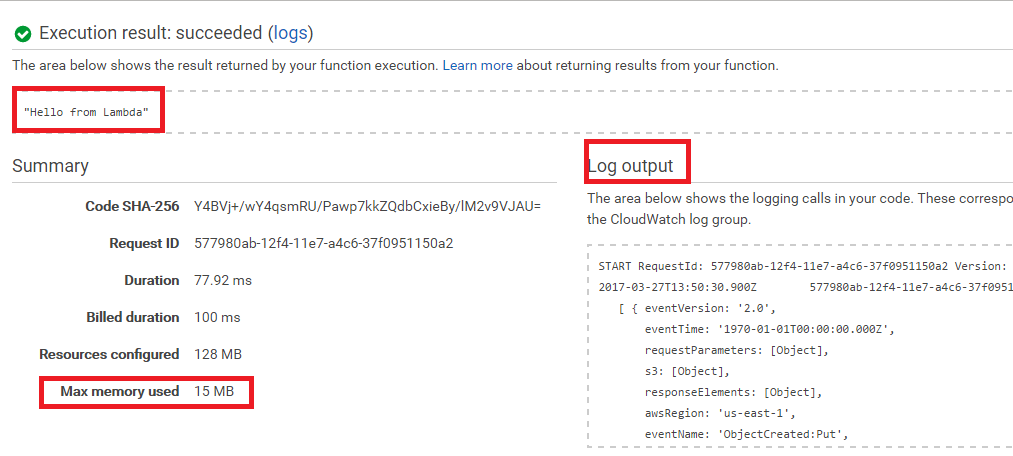 Execution result: succeeded (logs)
The area below shows the result returned by your function execution. Learn more about returning results from your function.
"Hello from Lambda"
Summary
Code SHA-256 Y4BVj+/wY4qsmRU/Pawp7kkZQdbCxieBy/lM2v9VJAU=
Request ID 577980ab-12f4-11e7-a4c6-37f0951150a2
Duration 77.92 ms
Billed duration 100 ms
Resources configured 128 MB
Max memory used 15 MB
Log output
The area below shows the logging calls in your code. These correspo
the CloudWatch log group.
START RequestId: 577980ab-12f4-11e7-a4c6-37f0951150a2 Version:
2017-03-27T13:50:30.900Z 577980ab-12f4-11e7-a4c6-37f0951
[ { eventVersion: '2.0',
eventTime: '1970-01-01T00:00:00.000Z',
requestParameters: [Object],
s3: [Object],
responseElements: [Object],
awsRegion: 'us-east-1',
eventName: 'ObjectCreated:Put',